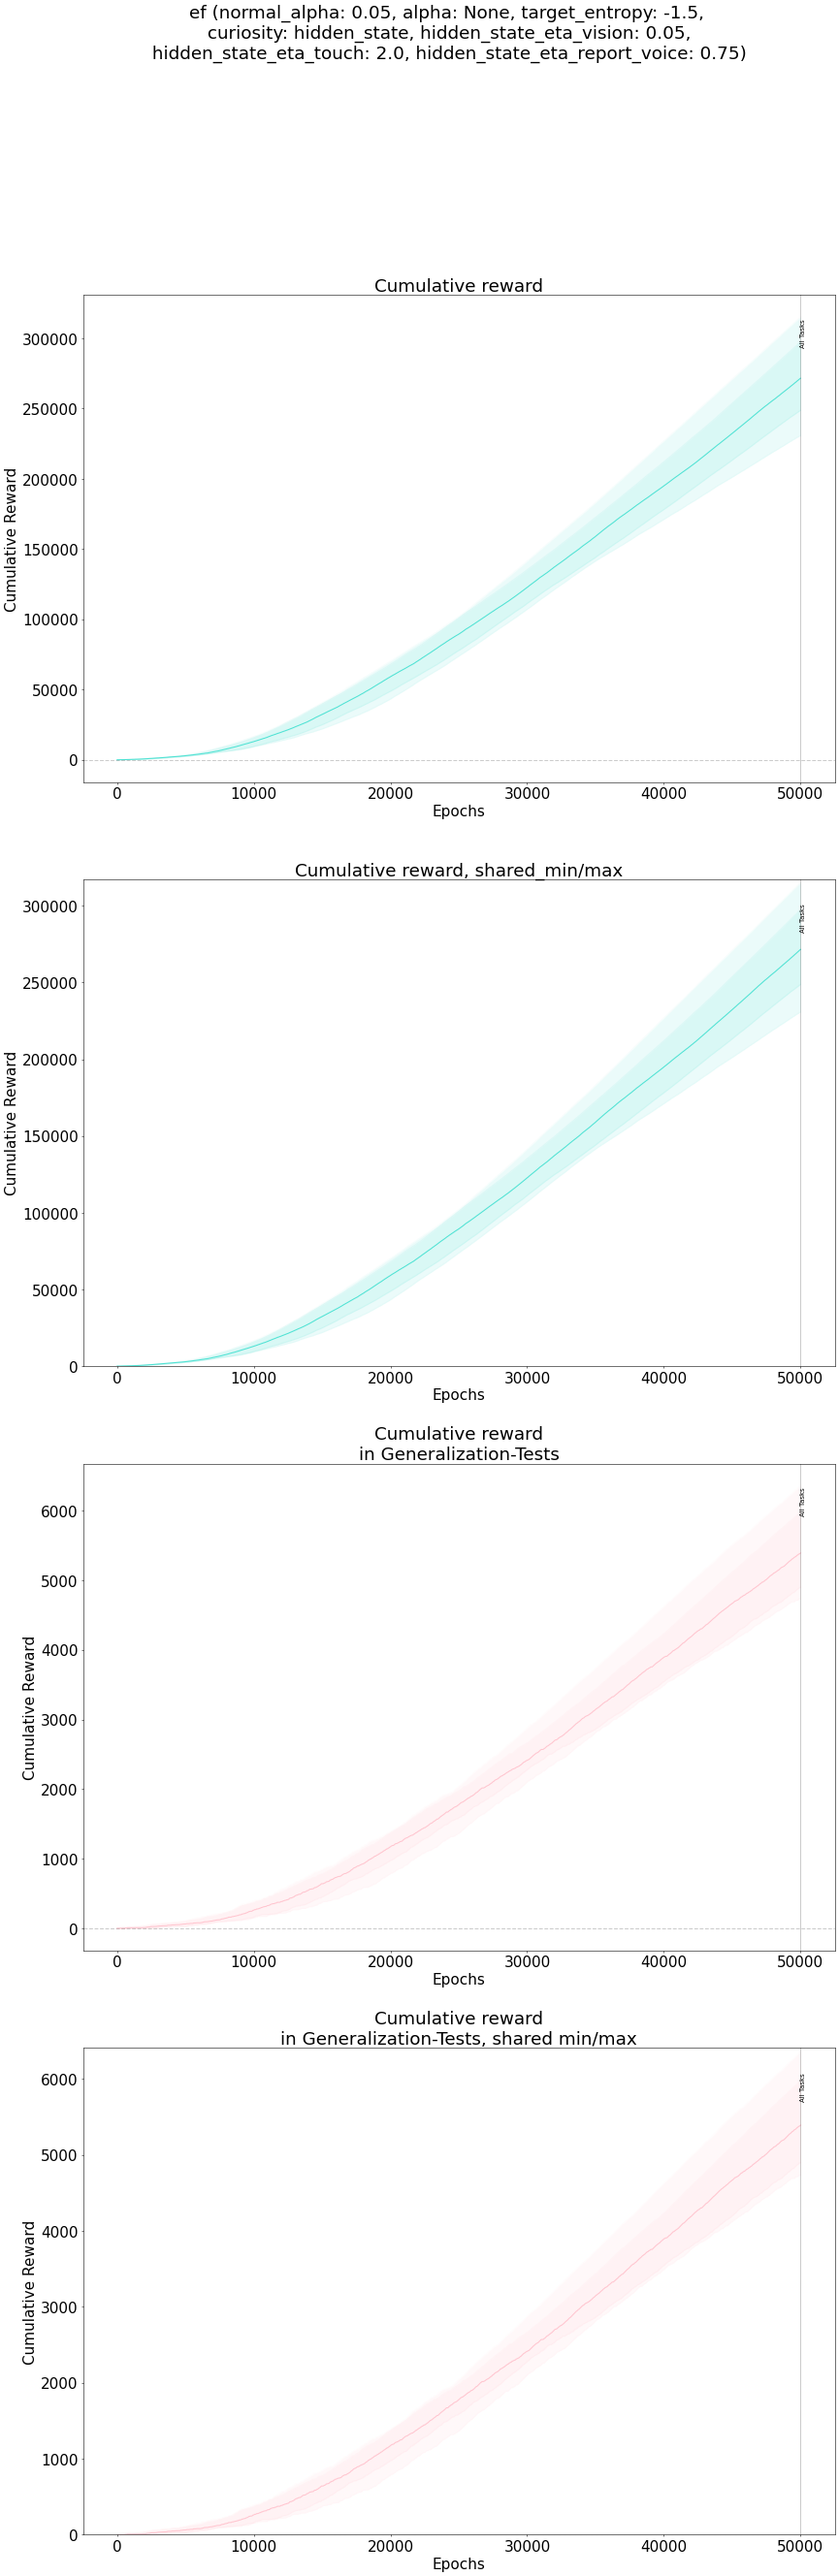 ef (normal_alpha: 0.05, alpha: None, target_entropy: -1.5,
curiosity: hidden_state, hidden_state_eta_vision: 0.05,
hidden_state_eta_touch: 2.0, hidden_state_eta_report_voice: 0.75)
Cumulative reward
300000
250000
200000
150000
100000
50000
0
Cumulative Reward
All Tasks
0 10000 20000 30000 40000 50000
Epochs
Cumulative reward, shared_min/max
300000
250000
200000
150000
100000
50000
0
Cumulative Reward
All Tasks
0 10000 20000 30000 40000 50000
Epochs
Cumulative reward
in Generalization-Tests
6000
5000
4000
3000
2000
1000
0
Cumulative Reward
All Tasks
0 10000 20000 30000 40000 50000
Epochs
Cumulative reward
in Generalization-Tests, shared min/max
6000
5000
4000
3000
2000
1000
0
Cumulative Reward
All Tasks
0 10000 20000 30000 40000 50000
Epochs